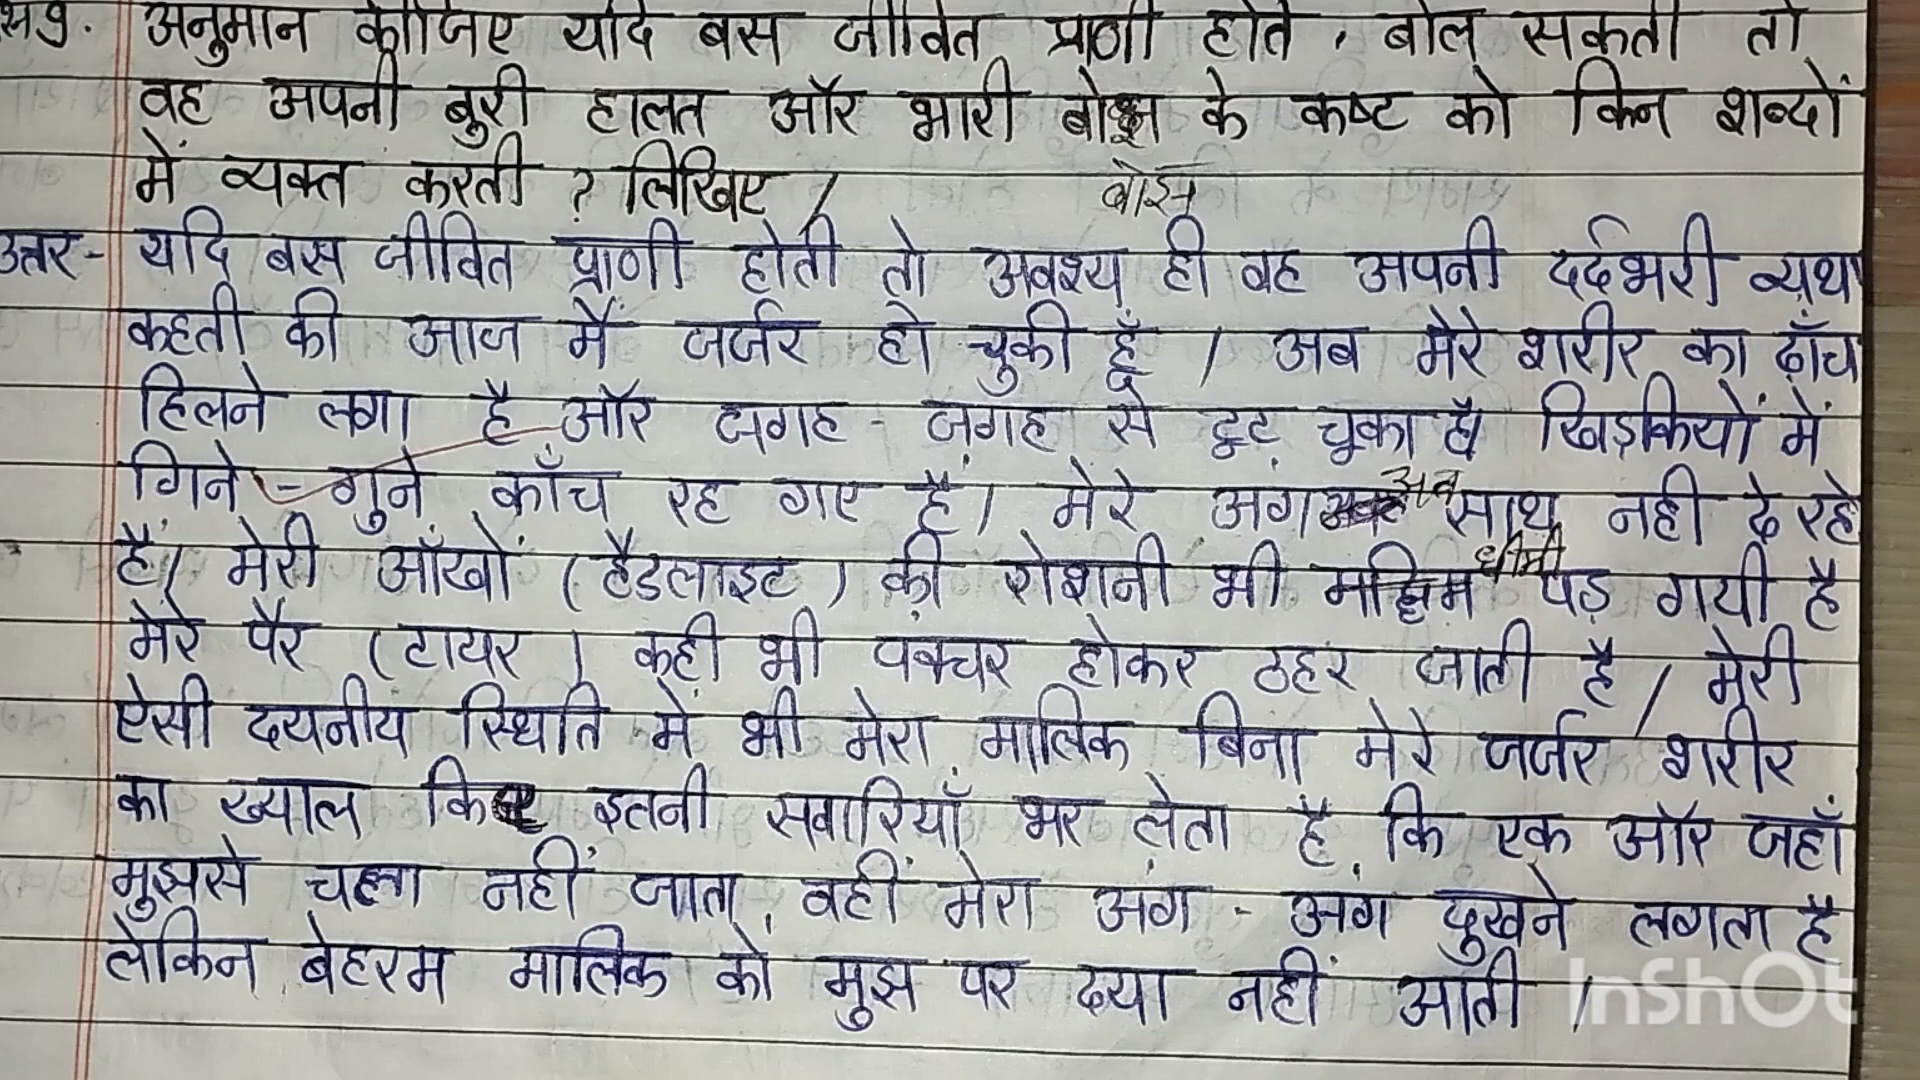 प्र9. अनुमान कीजिए यदि बस जीवित प्राणी होते, बोल सकती तो
वह अपनी बुरी हालत और भारी बोझ के कष्ट को किन शब्दों
में व्यक्त करती ? लिखिए /
बोझ
उत्तर- यदि बस जीवित प्राणी होती तो अवश्य ही वह अपनी दर्दभरी व्यथा
कहती की आज मैं जर्जर हो चुकी हूँ / अब मेरे शरीर का ढाँचा
हिलने लगा है और जगह - जगह से टूट चूका है। खिड़कियों में
गिने - गुने काँच रह गए हैं। मेरे अंग अब साथ नही दे रहे
हैं/ मेरी आँखों (हैडलाइट) की रोशनी भी मद्धिम धीमी पड़ गयी है
मेरे पैर (टायर) कही भी पंक्चर होकर ठहर जाती है / मेरी
ऐसी दयनीय स्थिति में भी मेरा मालिक बिना मेरे जर्जर शरीर
का ख्याल किए इतनी सवारियाँ भर लेता है कि एक और जहाँ
मुझसे चला नहीं जाता, वहीं मेरा अंग - अंग दुखने लगता है
लेकिन बेहरम मालिक को मुझ पर दया नहीं आती /
InShOt